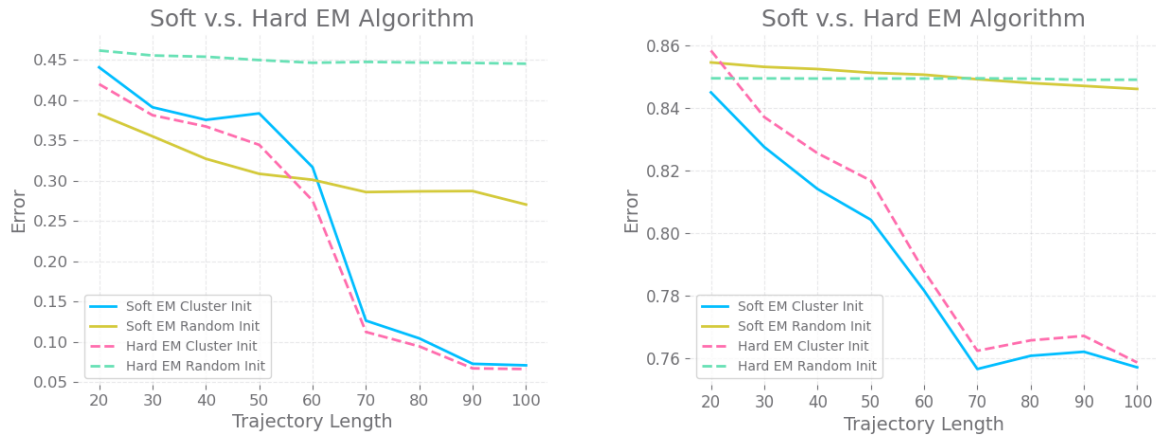 Soft v.s. Hard EM Algorithm
0.45
0.40
0.35
0.30
0.25
0.20
0.15
0.10
0.05
Error
Soft EM Cluster Init
Soft EM Random Init
Hard EM Cluster Init
Hard EM Random Init
20 30 40 50 60 70 80 90 100
Trajectory Length
Soft v.s. Hard EM Algorithm
0.86
0.84
0.82
0.80
0.78
0.76
Error
Soft EM Cluster Init
Soft EM Random Init
Hard EM Cluster Init
Hard EM Random Init
20 30 40 50 60 70 80 90 100
Trajectory Length